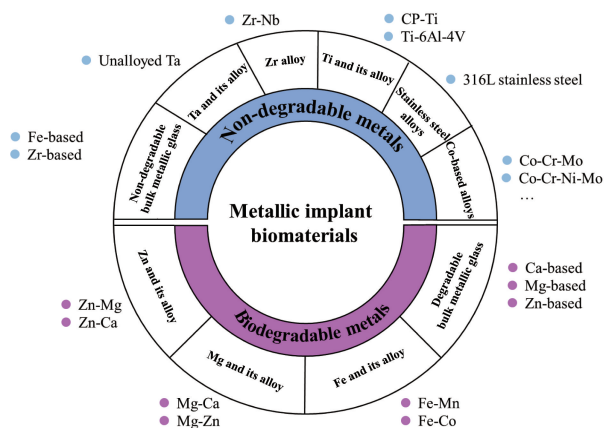 Zr-Nb
CP-Ti
Ti-6Al-4V
Unalloyed Ta
316L stainless steel
Fe-based
Zr-based
Co-Cr-Mo
Co-Cr-Ni-Mo
…
Non-degradable
bulk metallic glass
Ta and its alloy
Zr alloy
Ti and its alloy
Stainless steel
alloys
Co-based alloys
Non-degradable metals
Metallic implant
biomaterials
Biodegradable metals
Zn and its alloy
Mg and its alloy
Fe and its alloy
Degradable
bulk metallic glass
Zn-Mg
Zn-Ca
Ca-based
Mg-based
Zn-based
Mg-Ca
Mg-Zn
Fe-Mn
Fe-Co